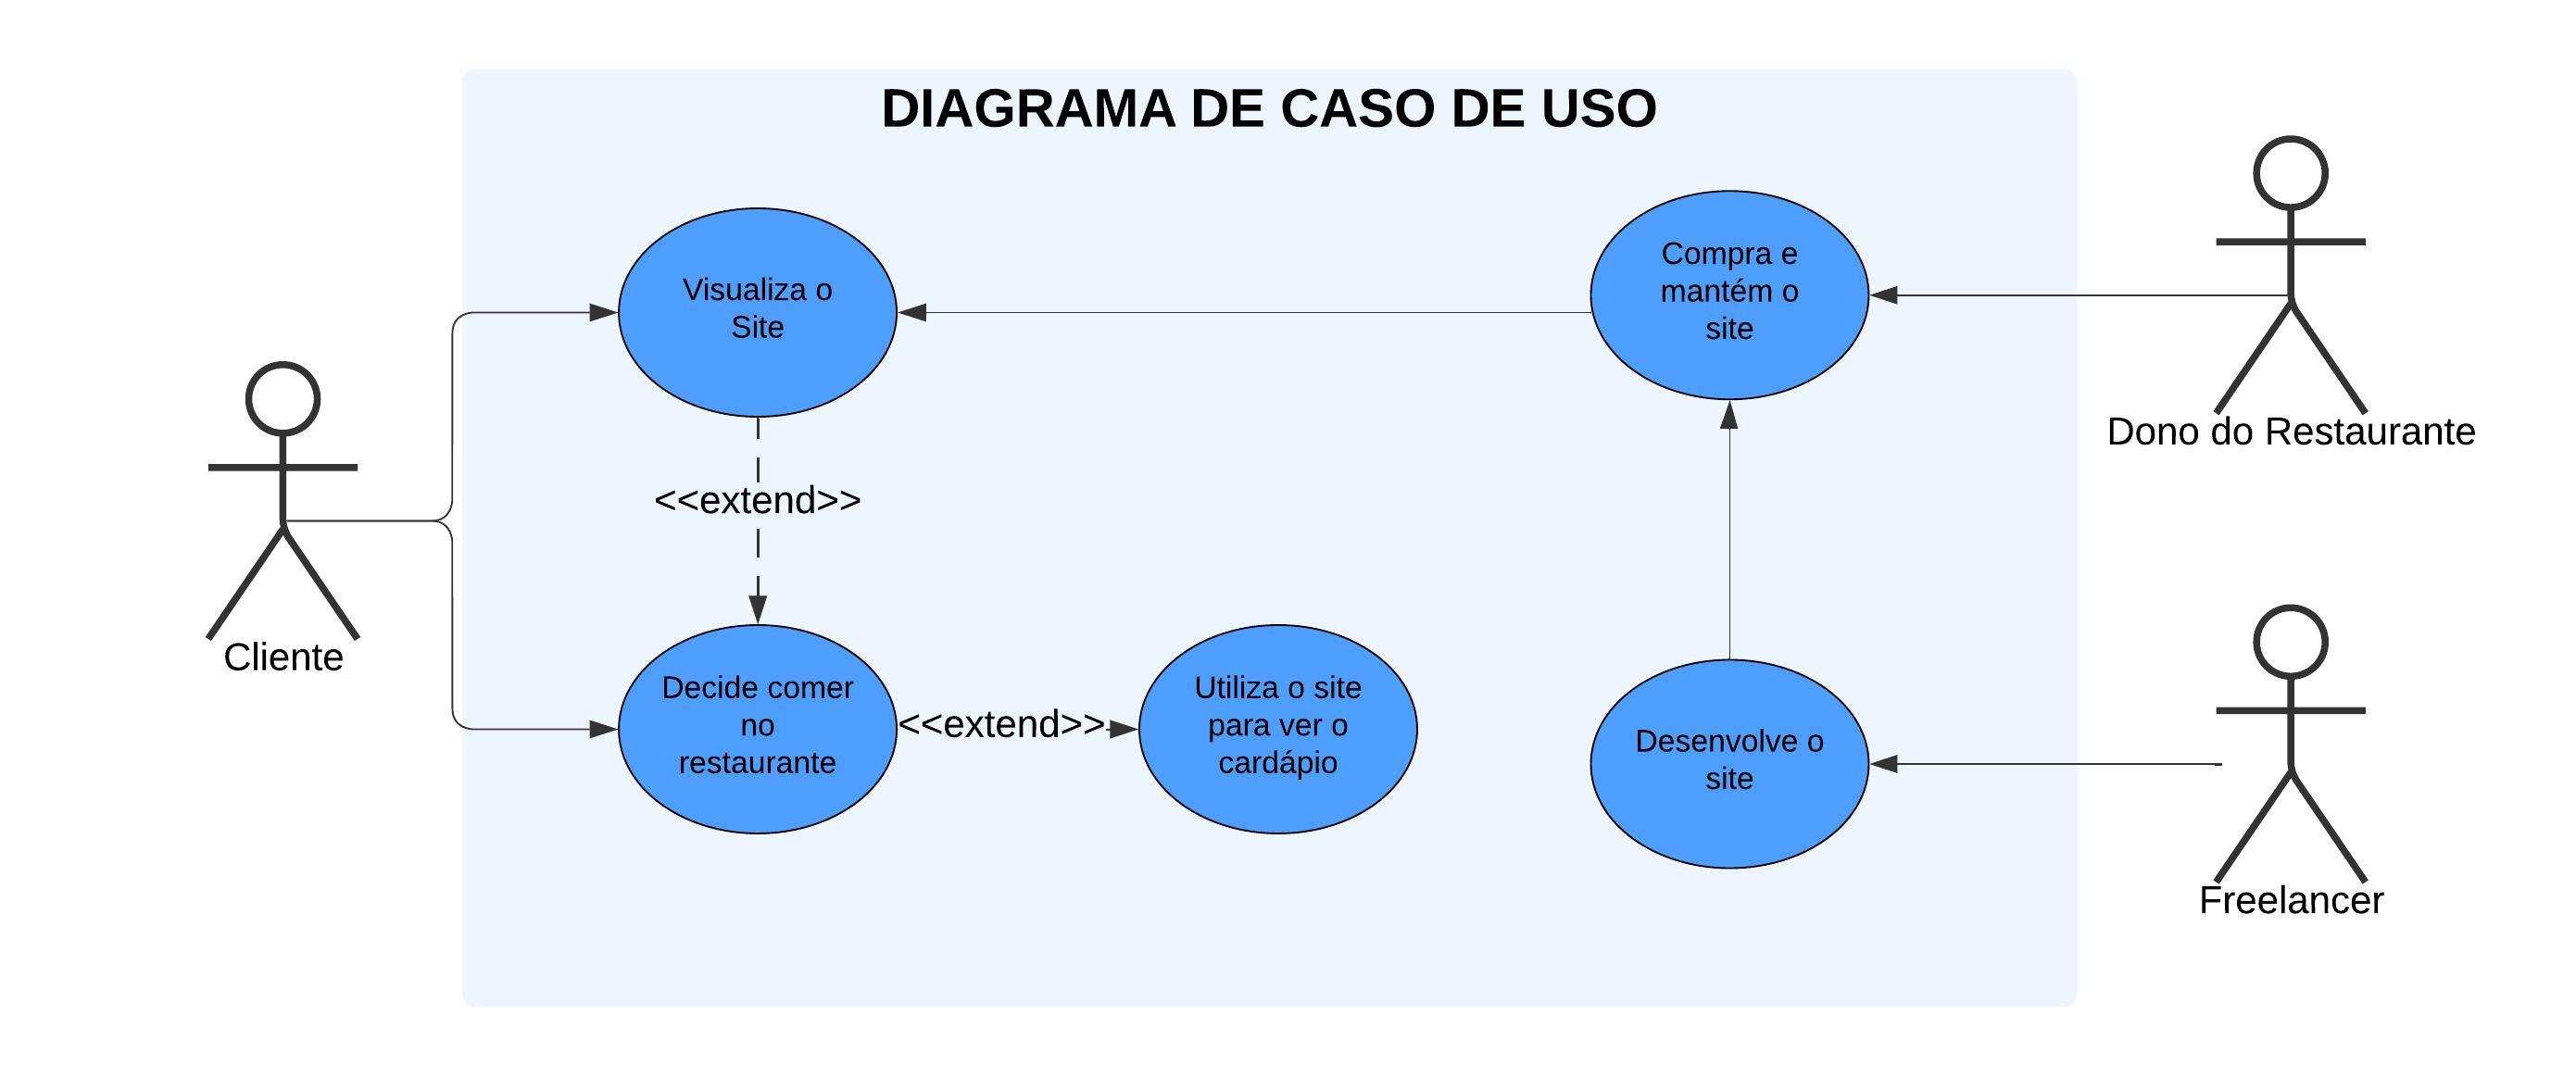 DIAGRAMA DE CASO DE USO
Visualiza o
Site
Compra e
mantém o
site
Dono do Restaurante
<<extend>>
Cliente
Decide comer
no
restaurante
<<extend>>
Utiliza o site
para ver o
cardápio
Desenvolve o
site
Freelancer